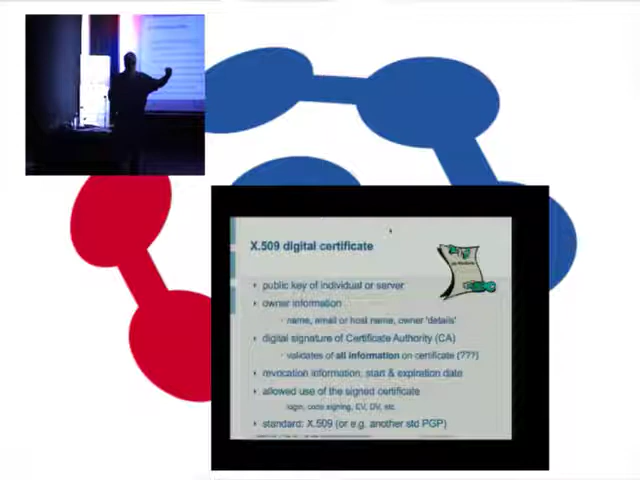 X.509 digital certificate
public key of individual or server
owner information
name, email or host name, owner 'details'
digital signature of Certificate Authority (CA)
validates of all information on certificate (???)
revocation information, start & expiration date
allowed use of the signed certificate
login, code signing, EV, DV, etc.
standard: X.509 (or e.g. another std PGP)